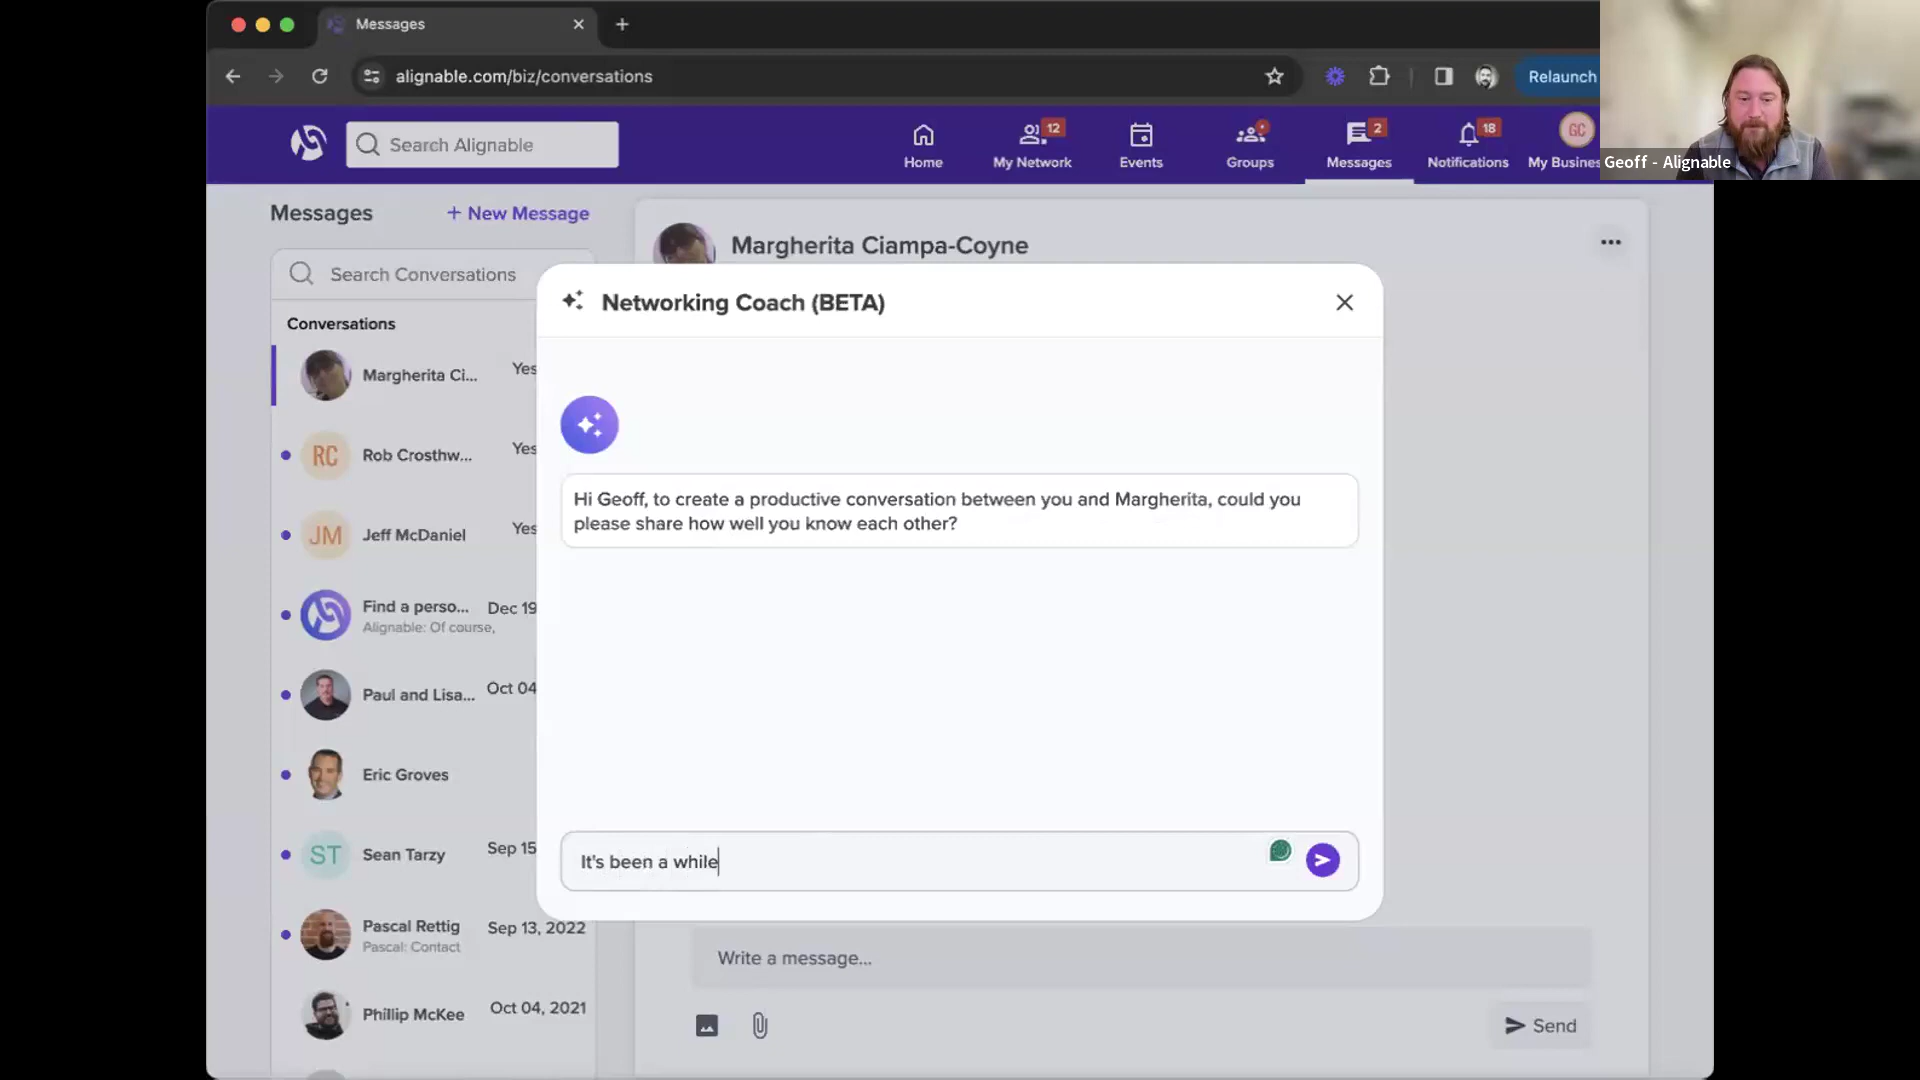 Messages
alignable.com/biz/conversations
Relaunch
Search Alignable
Home
12
My Network
Events
Groups
2
Messages
18
Notifications
GC
My Busines
Geoff - Alignable
Messages
+ New Message
Search Conversations
Conversations
Margherita Ci...
Yes
RC
Rob Crosthw...
Yes
JM
Jeff McDaniel
Yes
Find a perso...
Dec 19
Alignable: Of course,
Paul and Lisa...
Oct 04
Eric Groves
ST
Sean Tarzy
Sep 15
Pascal Rettig
Sep 13, 2022
Pascal: Contact
Phillip McKee
Oct 04, 2021
Margherita Ciampa-Coyne
Networking Coach (BETA)
Hi Geoff, to create a productive conversation between you and Margherita, could you
please share how well you know each other?
It's been a while
Write a message...
Send